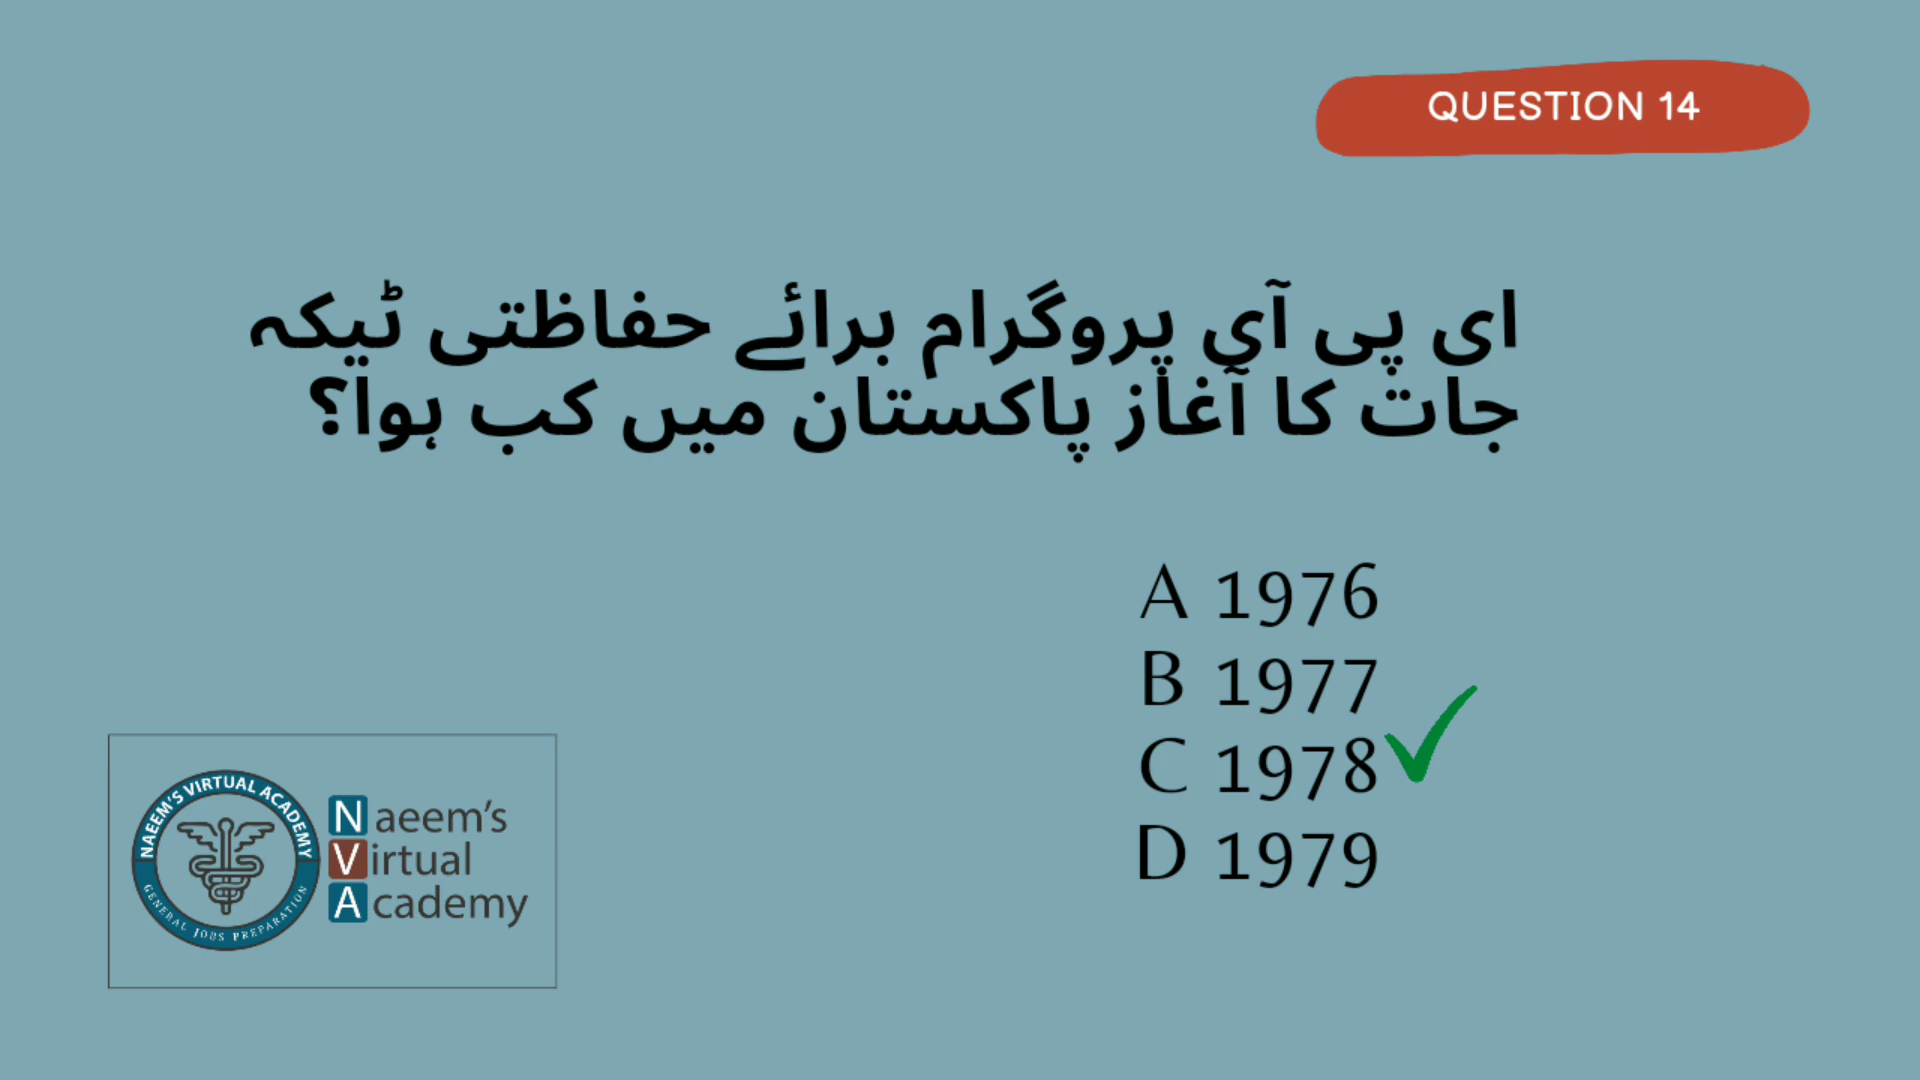 QUESTION 14
ای پی آی پروگرام برائے حفاظتی ٹیکہ
جات کا آغاز پاکستان میں کب ہوا؟
A 1976
B 1977
C 1978
D 1979
NAEEM'S VIRTUAL ACADEMY
GENERAL JOBS PREPARATION
Naeem's
Virtual
Academy